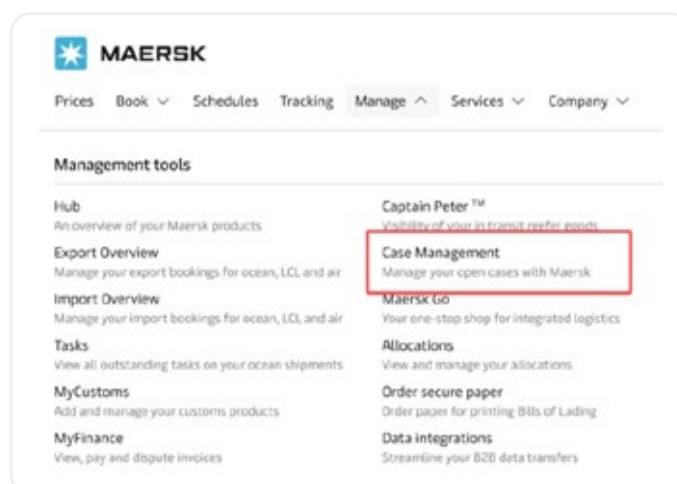 MAERSK
Prices Book Schedules Tracking Manage Services Company
Management tools
Hub
An overview of your Maersk products
Export Overview
Manage your export bookings for ocean, LCL and air
Import Overview
Manage your import bookings for ocean, LCL and air
Tasks
View all outstanding tasks on your ocean shipments
MyCustoms
Add and manage your customs products
MyFinance
View, pay and dispute invoices
Captain Peter ™
Visibility of your in transit reefer goods
Case Management
Manage your open cases with Maersk
Maersk Go
Your one-stop shop for integrated logistics
Allocations
View and manage your allocations
Order secure paper
Order paper for printing Bills of Lading
Data integrations
Streamline your B2B data transfers